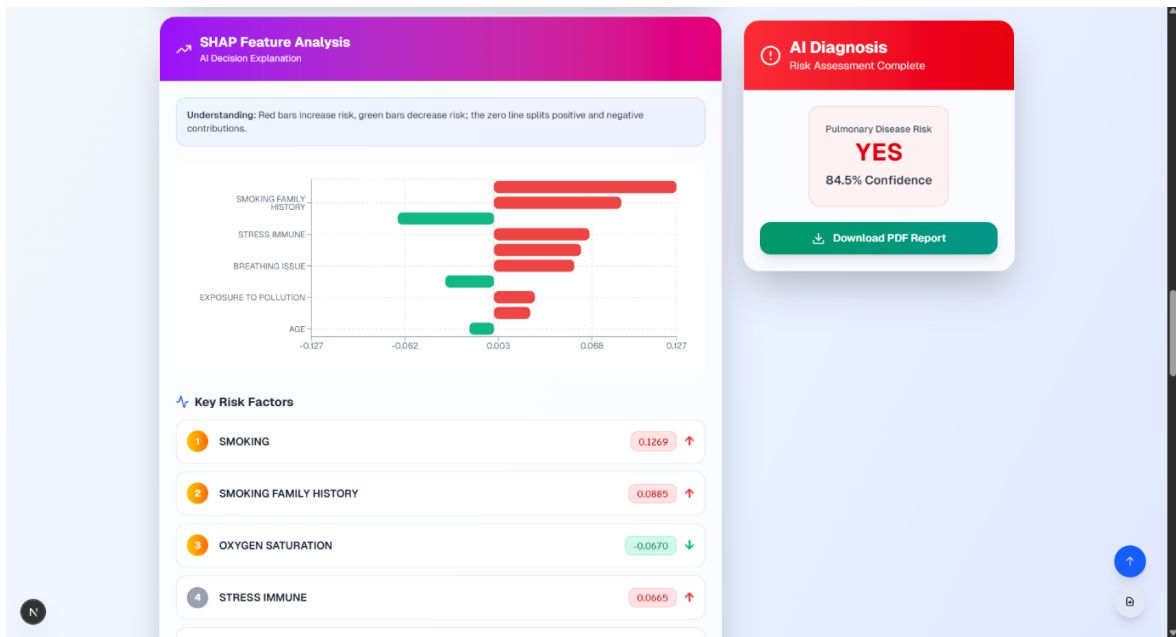 SHAP Feature Analysis
AI Decision Explanation
Understanding: Red bars increase risk, green bars decrease risk; the zero line splits positive and negative
contributions.
SMOKING FAMILY
HISTORY
STRESS IMMUNE
BREATHING ISSUE
EXPOSURE TO POLLUTION
AGE
-0.127
-0.062
0.003
0.068
0.127
Key Risk Factors
1 SMOKING 0.1269
2 SMOKING FAMILY HISTORY 0.0885
3 OXYGEN SATURATION -0.0670
4 STRESS IMMUNE 0.0665
AI Diagnosis
Risk Assessment Complete
Pulmonary Disease Risk
YES
84.5% Confidence
Download PDF Report
N